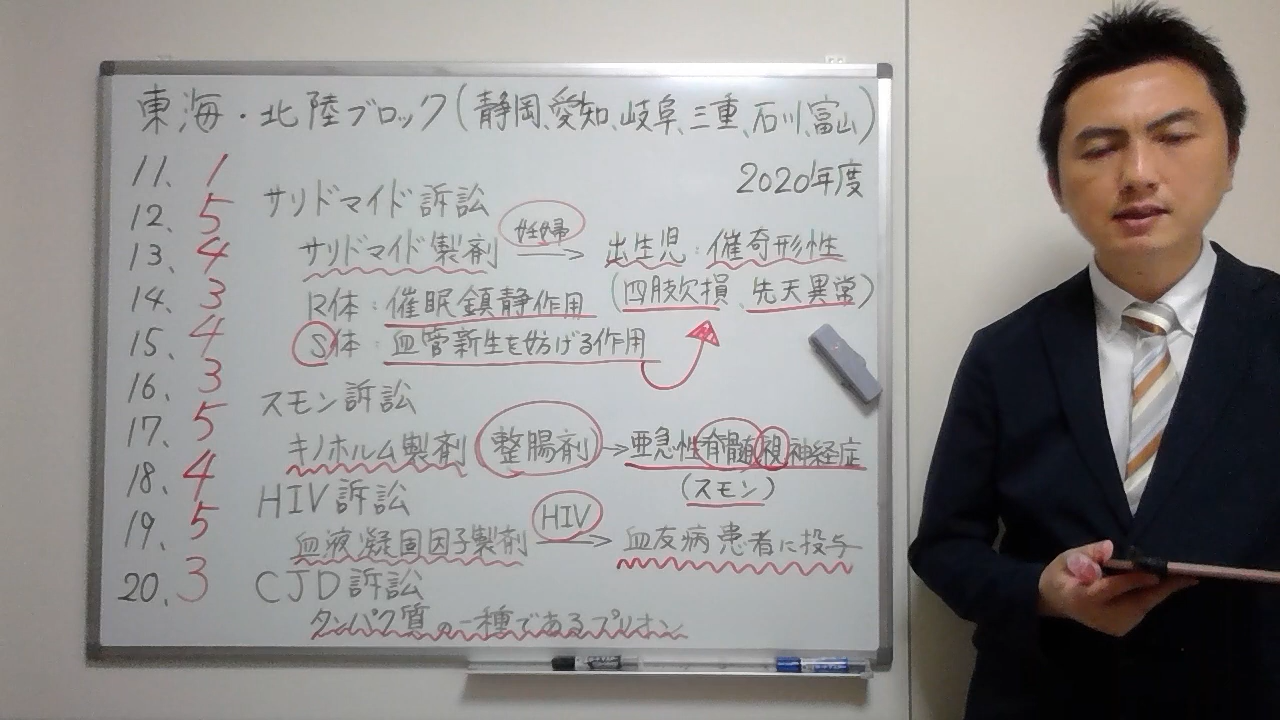 東海・北陸ブロック(静岡、愛知、岐阜、三重、石川、富山)
2020年度
11. 1
12. 5
13. 4
14. 3
15. 4
16. 3
17. 5
18. 4
19. 5
20. 3
サリドマイド訴訟
妊婦
サリドマイド製剤 → 出生児:催奇形性
R体:催眠鎮静作用 (四肢欠損、先天異常)
S体:血管新生を妨げる作用
スモン訴訟
キノホルム製剤 整腸剤 → 亜急性脊髄視神経症
(スモン)
HIV訴訟
HIV
血液凝固因子製剤 → 血友病患者に投与
CJD訴訟
タンパク質の一種であるプリオン